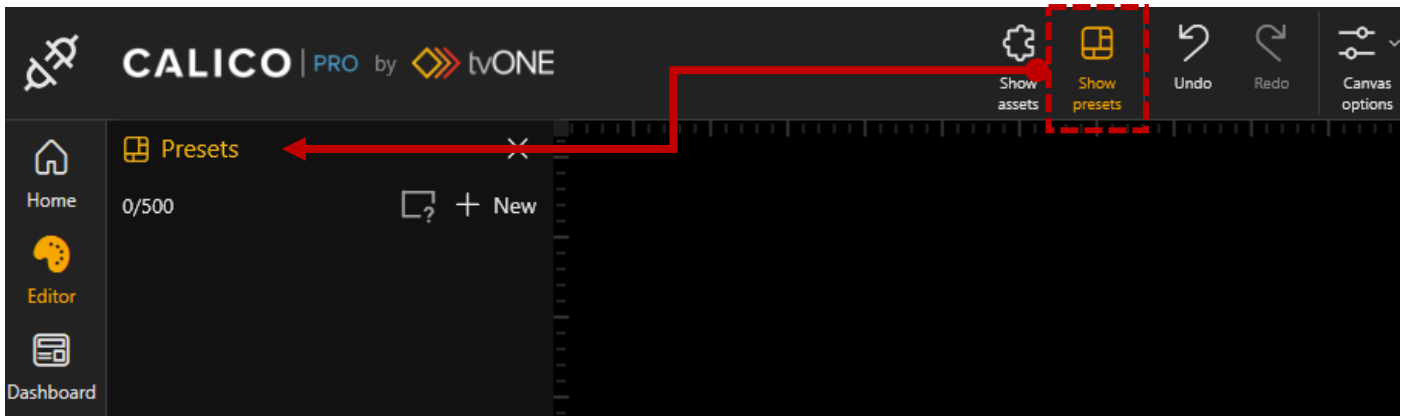 CALICO | PRO by tvONE
Show
assets
Show
presets
Undo
Redo
Canvas
options
Home
Editor
Dashboard
Presets
0/500
? + New